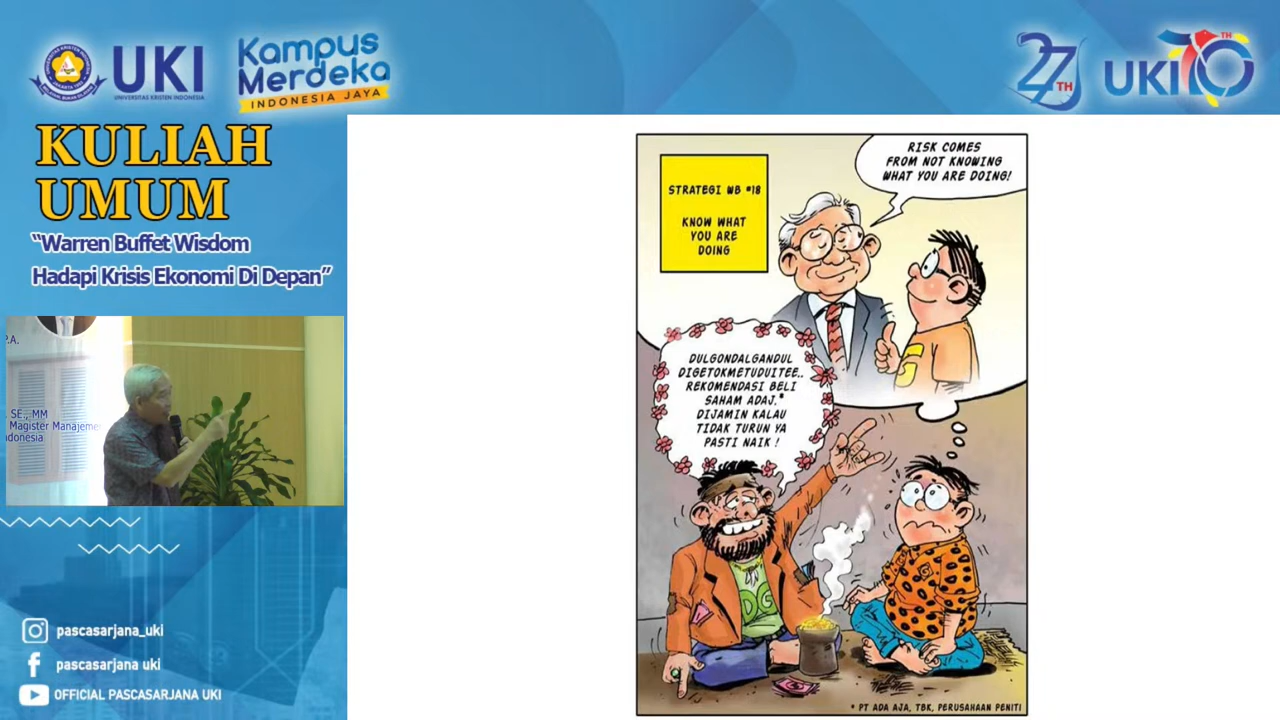 UKI
UNIVERSITAS KRISTEN INDONESIA
Kampus
Merdeka
INDONESIA JAYA
27TH
UKI 70TH
KULIAH
UMUM
"Warren Buffet Wisdom
Hadapi Krisis Ekonomi Di Depan"
P.A.
, SE., MM
Magister Manajemen
ndonesia
pascasarjana_uki
pascasarjana uki
OFFICIAL PASCASARJANA UKI
STRATEGI WB #18
KNOW WHAT
YOU ARE
DOING
RISK COMES
FROM NOT KNOWING
WHAT YOU ARE DOING!
DULGONDALGANDUL
DIGETOKMETUDUITEE..
REKOMENDASI BELI
SAHAM ADAJ.*
DIJAMIN KALAU
TIDAK TURUN YA
PASTI NAIK !
DG
* PT ADA AJA, TBK, PERUSAHAAN PENITI